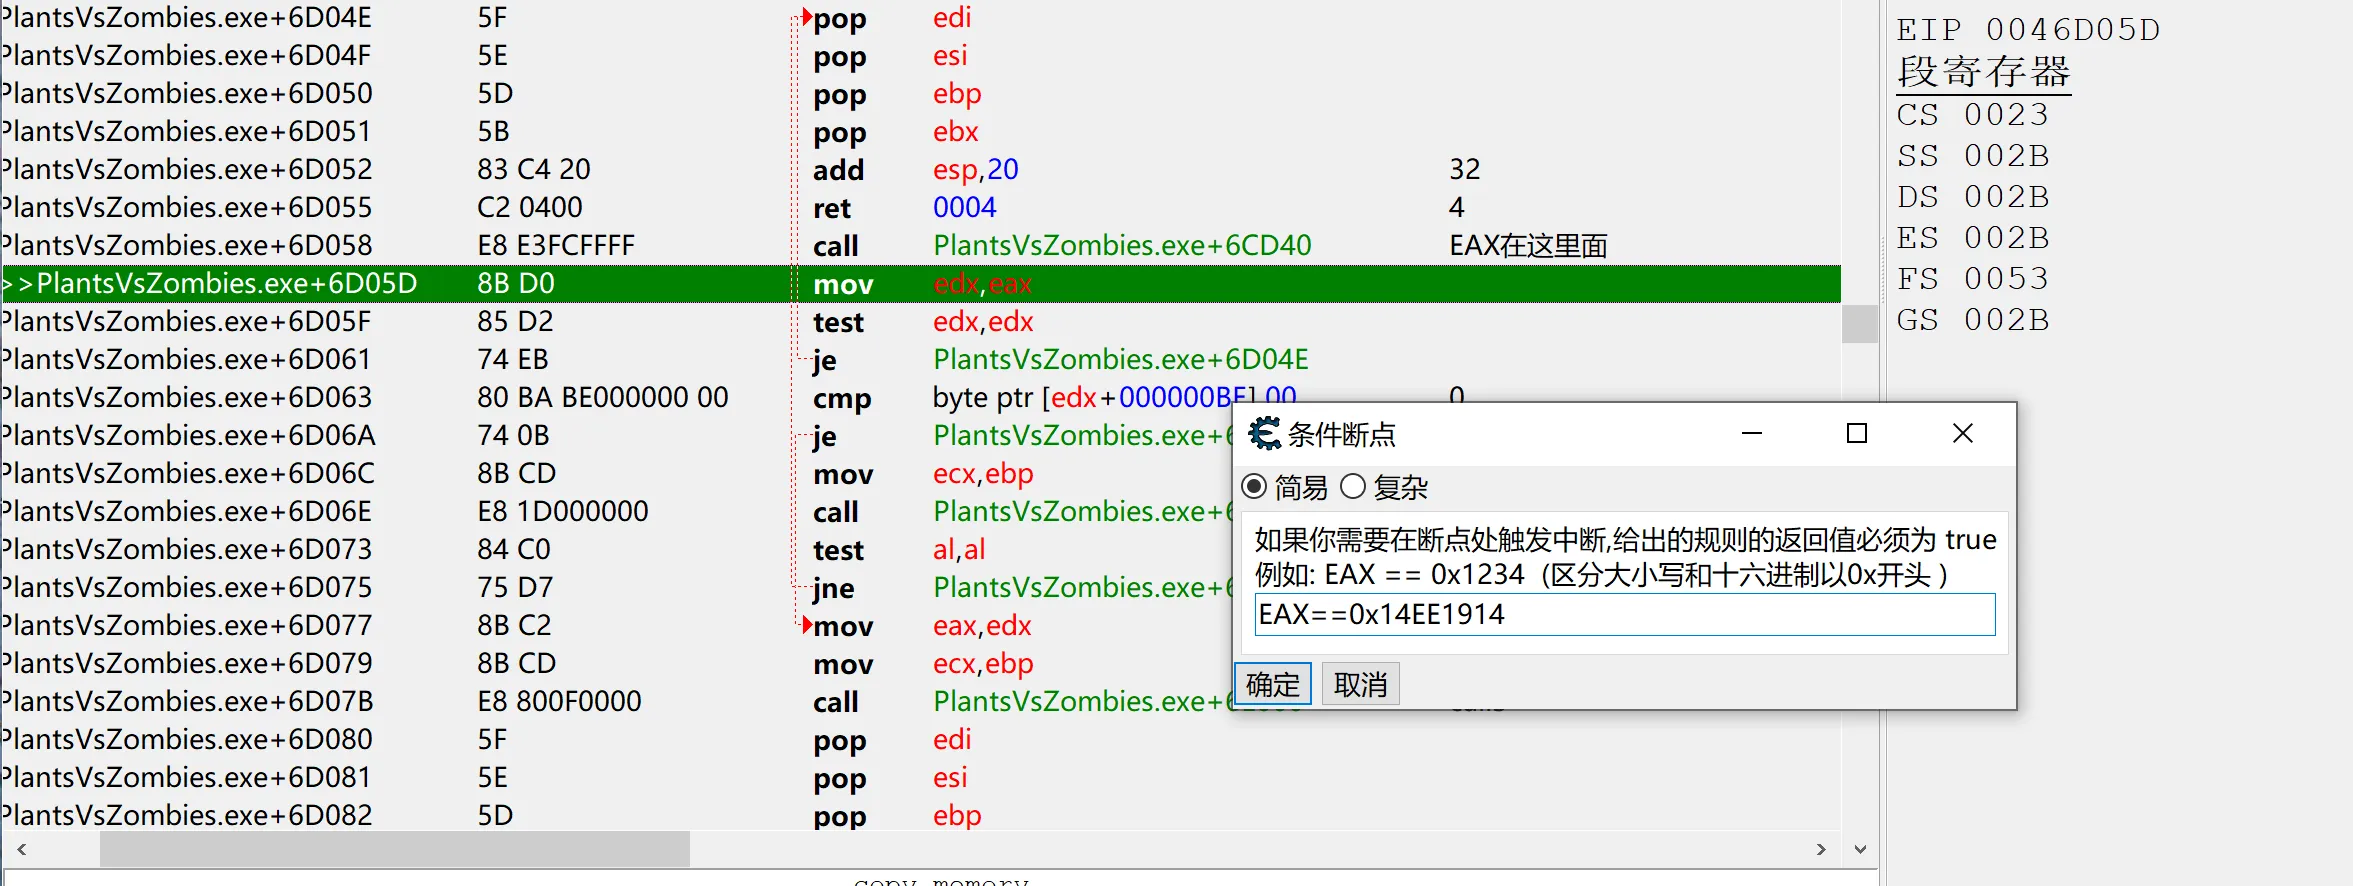 PlantsVsZombies.exe+6D04E 5F pop edi
PlantsVsZombies.exe+6D04F 5E pop esi
PlantsVsZombies.exe+6D050 5D pop ebp
PlantsVsZombies.exe+6D051 5B pop ebx
PlantsVsZombies.exe+6D052 83 C4 20 add esp,20 32
PlantsVsZombies.exe+6D055 C2 0400 ret 0004 4
PlantsVsZombies.exe+6D058 E8 E3FCFFFF call PlantsVsZombies.exe+6CD40 EAX在这里面
>>PlantsVsZombies.exe+6D05D 8B D0 mov edx,eax
PlantsVsZombies.exe+6D05F 85 D2 test edx,edx
PlantsVsZombies.exe+6D061 74 EB je PlantsVsZombies.exe+6D04E
PlantsVsZombies.exe+6D063 80 BA BE000000 00 cmp byte ptr [edx+000000BE],00 0
PlantsVsZombies.exe+6D06A 74 0B je PlantsVsZombies.exe+6
PlantsVsZombies.exe+6D06C 8B CD mov ecx,ebp
PlantsVsZombies.exe+6D06E E8 1D000000 call PlantsVsZombies.exe+6
PlantsVsZombies.exe+6D073 84 C0 test al,al
PlantsVsZombies.exe+6D075 75 D7 jne PlantsVsZombies.exe+6
PlantsVsZombies.exe+6D077 8B C2 mov eax,edx
PlantsVsZombies.exe+6D079 8B CD mov ecx,ebp
PlantsVsZombies.exe+6D07B E8 800F0000 call PlantsVsZombies.exe+6
PlantsVsZombies.exe+6D080 5F pop edi
PlantsVsZombies.exe+6D081 5E pop esi
PlantsVsZombies.exe+6D082 5D pop ebp
copy memory
EIP 0046D05D
段寄存器
CS 0023
SS 002B
DS 002B
ES 002B
FS 0053
GS 002B
条件断点
简易 复杂
如果你需要在断点处触发中断,给出的规则的返回值必须为 true
例如: EAX == 0x1234 (区分大小写和十六进制以0x开头 )
EAX==0x14EE1914
确定 取消